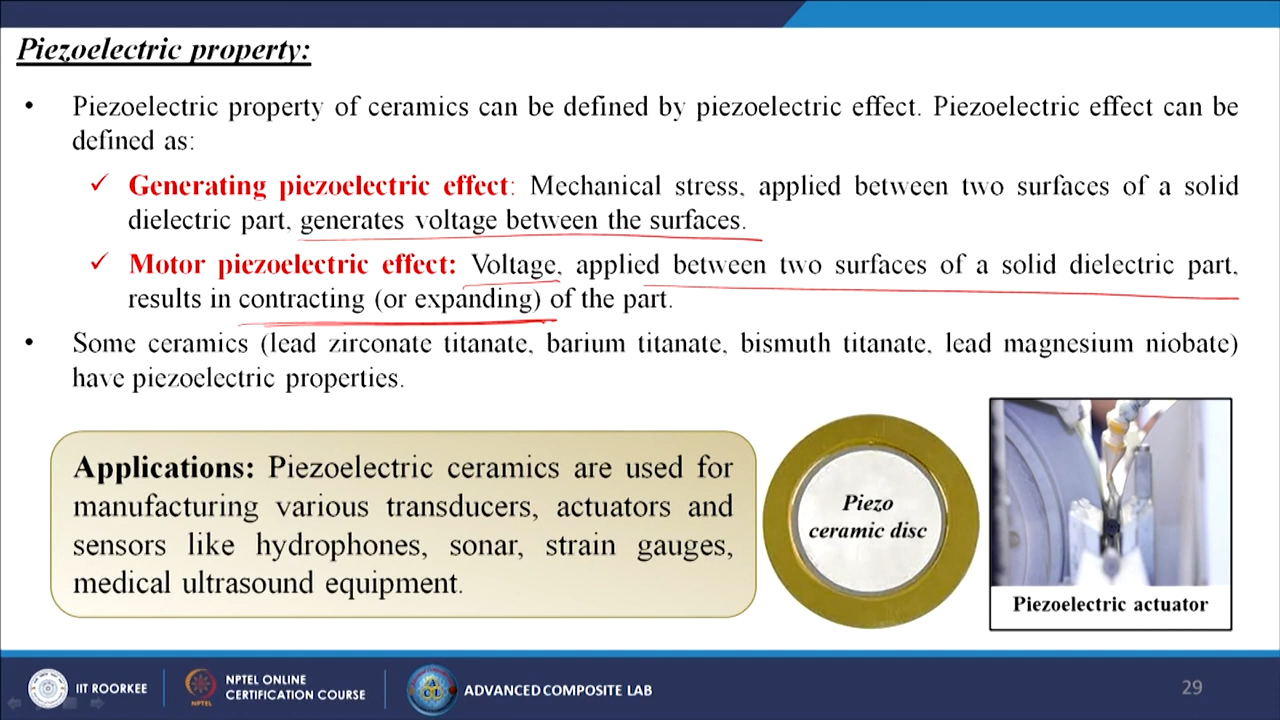 Piezoelectric property:
• Piezoelectric property of ceramics can be defined by piezoelectric effect. Piezoelectric effect can be
defined as:
✓ Generating piezoelectric effect: Mechanical stress, applied between two surfaces of a solid
dielectric part, generates voltage between the surfaces.
✓ Motor piezoelectric effect: Voltage, applied between two surfaces of a solid dielectric part,
results in contracting (or expanding) of the part.
• Some ceramics (lead zirconate titanate, barium titanate, bismuth titanate, lead magnesium niobate)
have piezoelectric properties.
Applications: Piezoelectric ceramics are used for
manufacturing various transducers, actuators and
sensors like hydrophones, sonar, strain gauges,
medical ultrasound equipment.
Piezo
ceramic disc
Piezoelectric actuator
IIT ROORKEE
NPTEL
NPTEL ONLINE
CERTIFICATION COURSE
ADVANCED COMPOSITE LAB
29